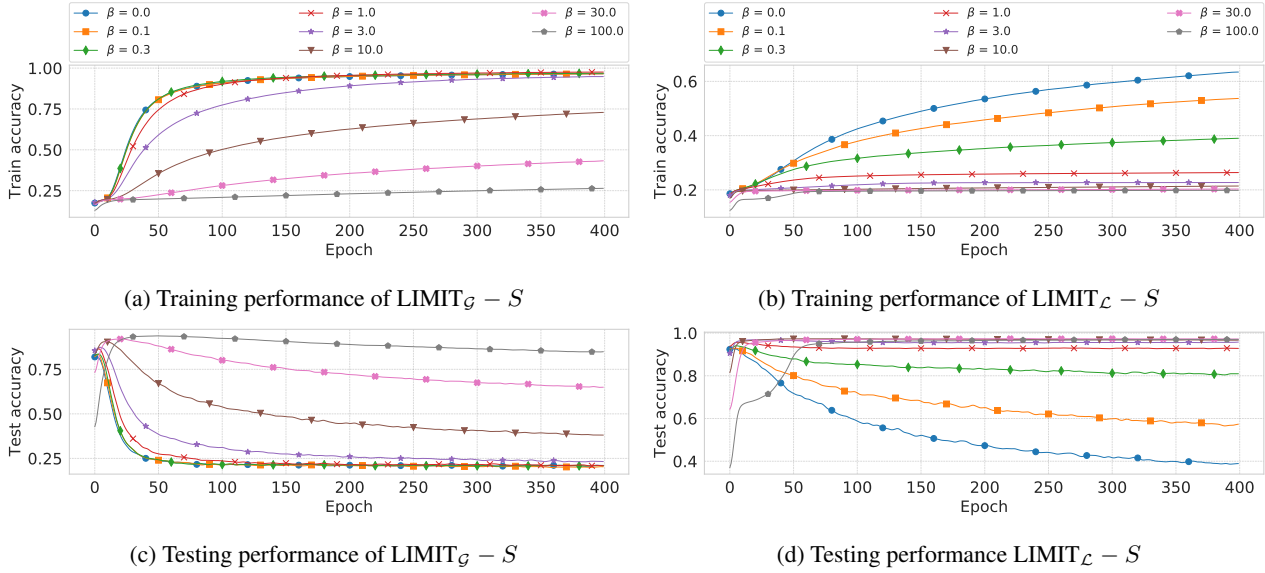 β = 0.0 β = 1.0 β = 30.0
β = 0.1 β = 3.0 β = 100.0
β = 0.3 β = 10.0
1.00
0.75
0.50
0.25
Train accuracy
0 50 100 150 200 250 300 350 400
Epoch
(a) Training performance of LIMIT𝒢 − S
β = 0.0 β = 1.0 β = 30.0
β = 0.1 β = 3.0 β = 100.0
β = 0.3 β = 10.0
0.6
0.4
0.2
Train accuracy
0 50 100 150 200 250 300 350 400
Epoch
(b) Training performance of LIMITℒ − S
0.75
0.50
0.25
Test accuracy
0 50 100 150 200 250 300 350 400
Epoch
(c) Testing performance of LIMIT𝒢 − S
1.0
0.8
0.6
0.4
Test accuracy
0 50 100 150 200 250 300 350 400
Epoch
(d) Testing performance LIMITℒ − S